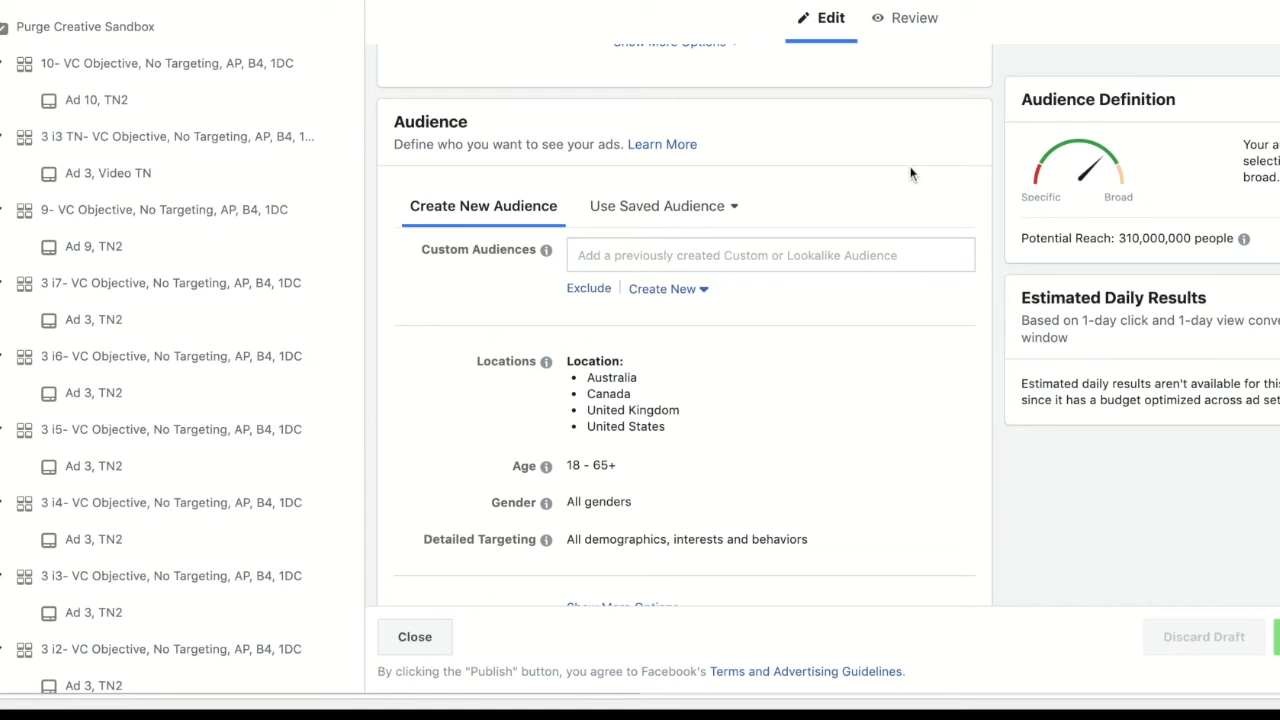 Purge Creative Sandbox
10- VC Objective, No Targeting, AP, B4, 1DC
Ad 10, TN2
3 i3 TN- VC Objective, No Targeting, AP, B4, 1...
Ad 3, Video TN
9- VC Objective, No Targeting, AP, B4, 1DC
Ad 9, TN2
3 i7- VC Objective, No Targeting, AP, B4, 1DC
Ad 3, TN2
3 i6- VC Objective, No Targeting, AP, B4, 1DC
Ad 3, TN2
3 i5- VC Objective, No Targeting, AP, B4, 1DC
Ad 3, TN2
3 i4- VC Objective, No Targeting, AP, B4, 1DC
Ad 3, TN2
3 i3- VC Objective, No Targeting, AP, B4, 1DC
Ad 3, TN2
3 i2- VC Objective, No Targeting, AP, B4, 1DC
Ad 3, TN2
Edit
Review
Show More Options
Audience
Define who you want to see your ads. Learn More
Create New Audience
Use Saved Audience
Custom Audiences
Add a previously created Custom or Lookalike Audience
Exclude
Create New
Locations
Location:
• Australia
• Canada
• United Kingdom
• United States
Age
18 - 65+
Gender
All genders
Detailed Targeting
All demographics, interests and behaviors
Show More Options
Close
Discard Draft
By clicking the "Publish" button, you agree to Facebook's Terms and Advertising Guidelines.
Audience Definition
Specific
Broad
Your
broad.
Potential Reach: 310,000,000 people
Estimated Daily Results
Based on 1-day click and 1-day view
window
Estimated daily results aren't available for
since it has a budget optimized across ad